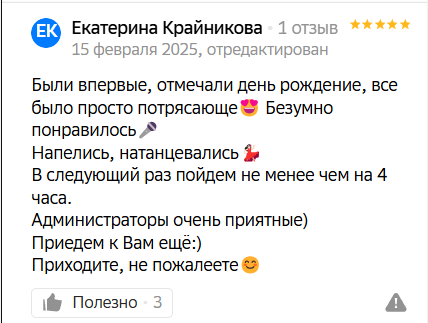 EK
Екатерина Крайникова · 1 отзыв
15 февраля 2025, отредактирован
Были впервые, отмечали день рождение, все
было просто потрясающе😍 Безумно
понравилось🎤
Напелись, натанцевались💃
В следующий раз пойдем не менее чем на 4
часа.
Администраторы очень приятные)
Приедем к Вам ещё:)
Приходите, не пожалеете😊
Полезно · 3